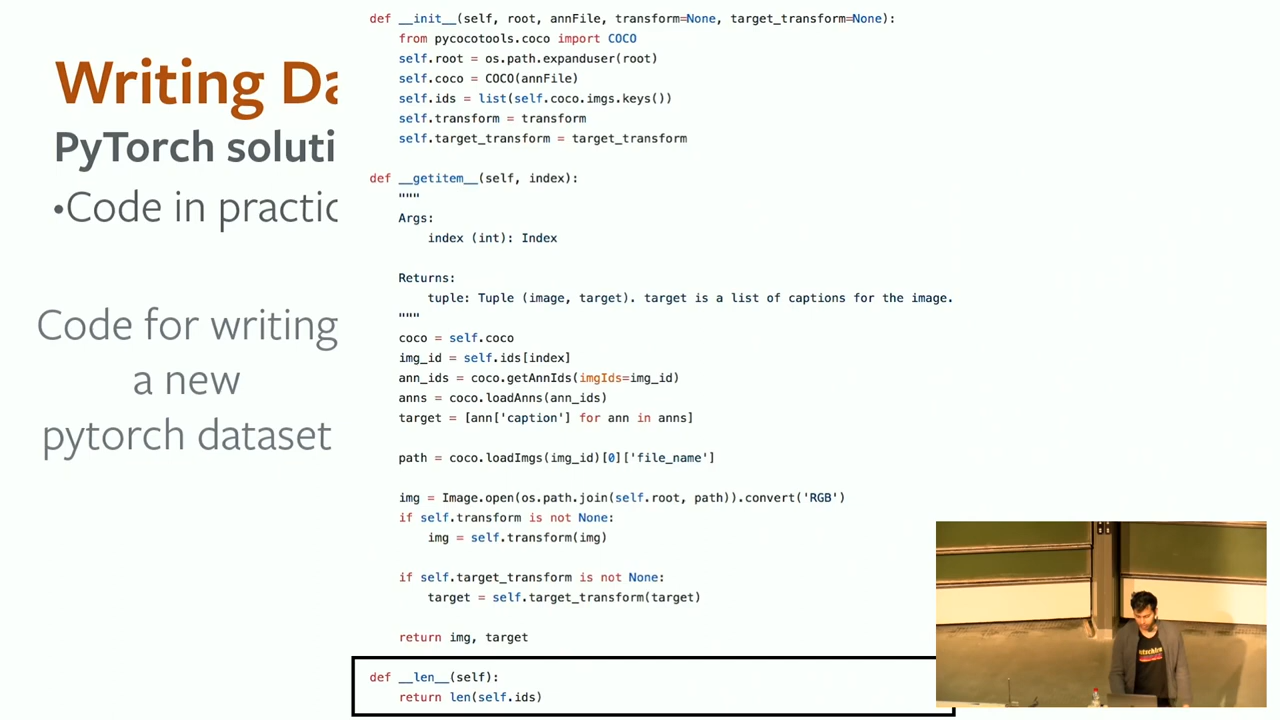 Writing Da
PyTorch soluti
•Code in practic
Code for writing
a new
pytorch dataset
def __init__(self, root, annFile, transform=None, target_transform=None):
    from pycocotools.coco import COCO
    self.root = os.path.expanduser(root)
    self.coco = COCO(annFile)
    self.ids = list(self.coco.imgs.keys())
    self.transform = transform
    self.target_transform = target_transform
def __getitem__(self, index):
    """
    Args:
        index (int): Index
    Returns:
        tuple: Tuple (image, target). target is a list of captions for the image.
    """
    coco = self.coco
    img_id = self.ids[index]
    ann_ids = coco.getAnnIds(imgIds=img_id)
    anns = coco.loadAnns(ann_ids)
    target = [ann['caption'] for ann in anns]
    path = coco.loadImgs(img_id)[0]['file_name']
    img = Image.open(os.path.join(self.root, path)).convert('RGB')
    if self.transform is not None:
        img = self.transform(img)
    if self.target_transform is not None:
        target = self.target_transform(target)
    return img, target
def __len__(self):
    return len(self.ids)